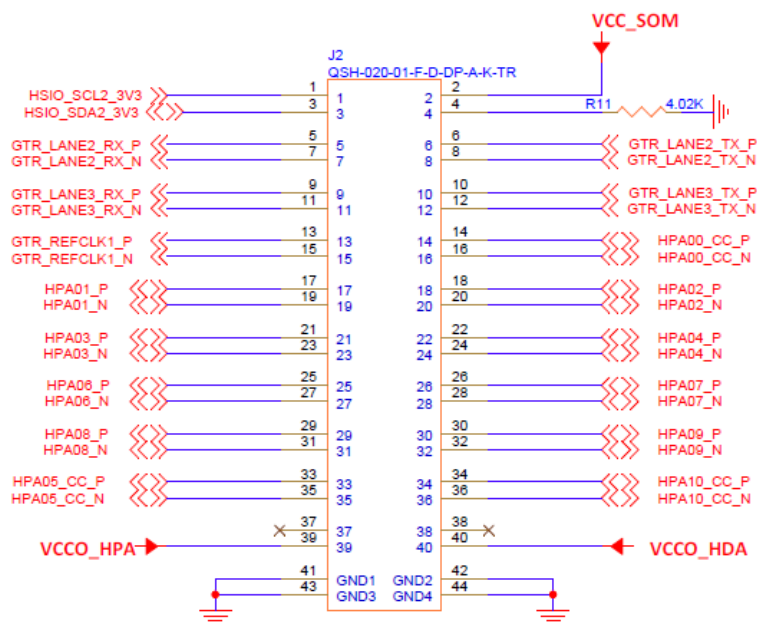 VCC_SOM
J2
QSH-020-01-F-D-DP-A-K-TR
HSIO_SCL2_3V3 1 1 2 2
HSIO_SDA2_3V3 3 3 4 4 R11 4.02K
GTR_LANE2_RX_P 5 5 6 6 GTR_LANE2_TX_P
GTR_LANE2_RX_N 7 7 8 8 GTR_LANE2_TX_N
GTR_LANE3_RX_P 9 9 10 10 GTR_LANE3_TX_P
GTR_LANE3_RX_N 11 11 12 12 GTR_LANE3_TX_N
GTR_REFCLK1_P 13 13 14 14 HPA00_CC_P
GTR_REFCLK1_N 15 15 16 16 HPA00_CC_N
HPA01_P 17 17 18 18 HPA02_P
HPA01_N 19 19 20 20 HPA02_N
HPA03_P 21 21 22 22 HPA04_P
HPA03_N 23 23 24 24 HPA04_N
HPA06_P 25 25 26 26 HPA07_P
HPA06_N 27 27 28 28 HPA07_N
HPA08_P 29 29 30 30 HPA09_P
HPA08_N 31 31 32 32 HPA09_N
HPA05_CC_P 33 33 34 34 HPA10_CC_P
HPA05_CC_N 35 35 36 36 HPA10_CC_N
37 37 38 38
VCCO_HPA 39 39 40 40 VCCO_HDA
41 GND1 GND2 42
43 GND3 GND4 44